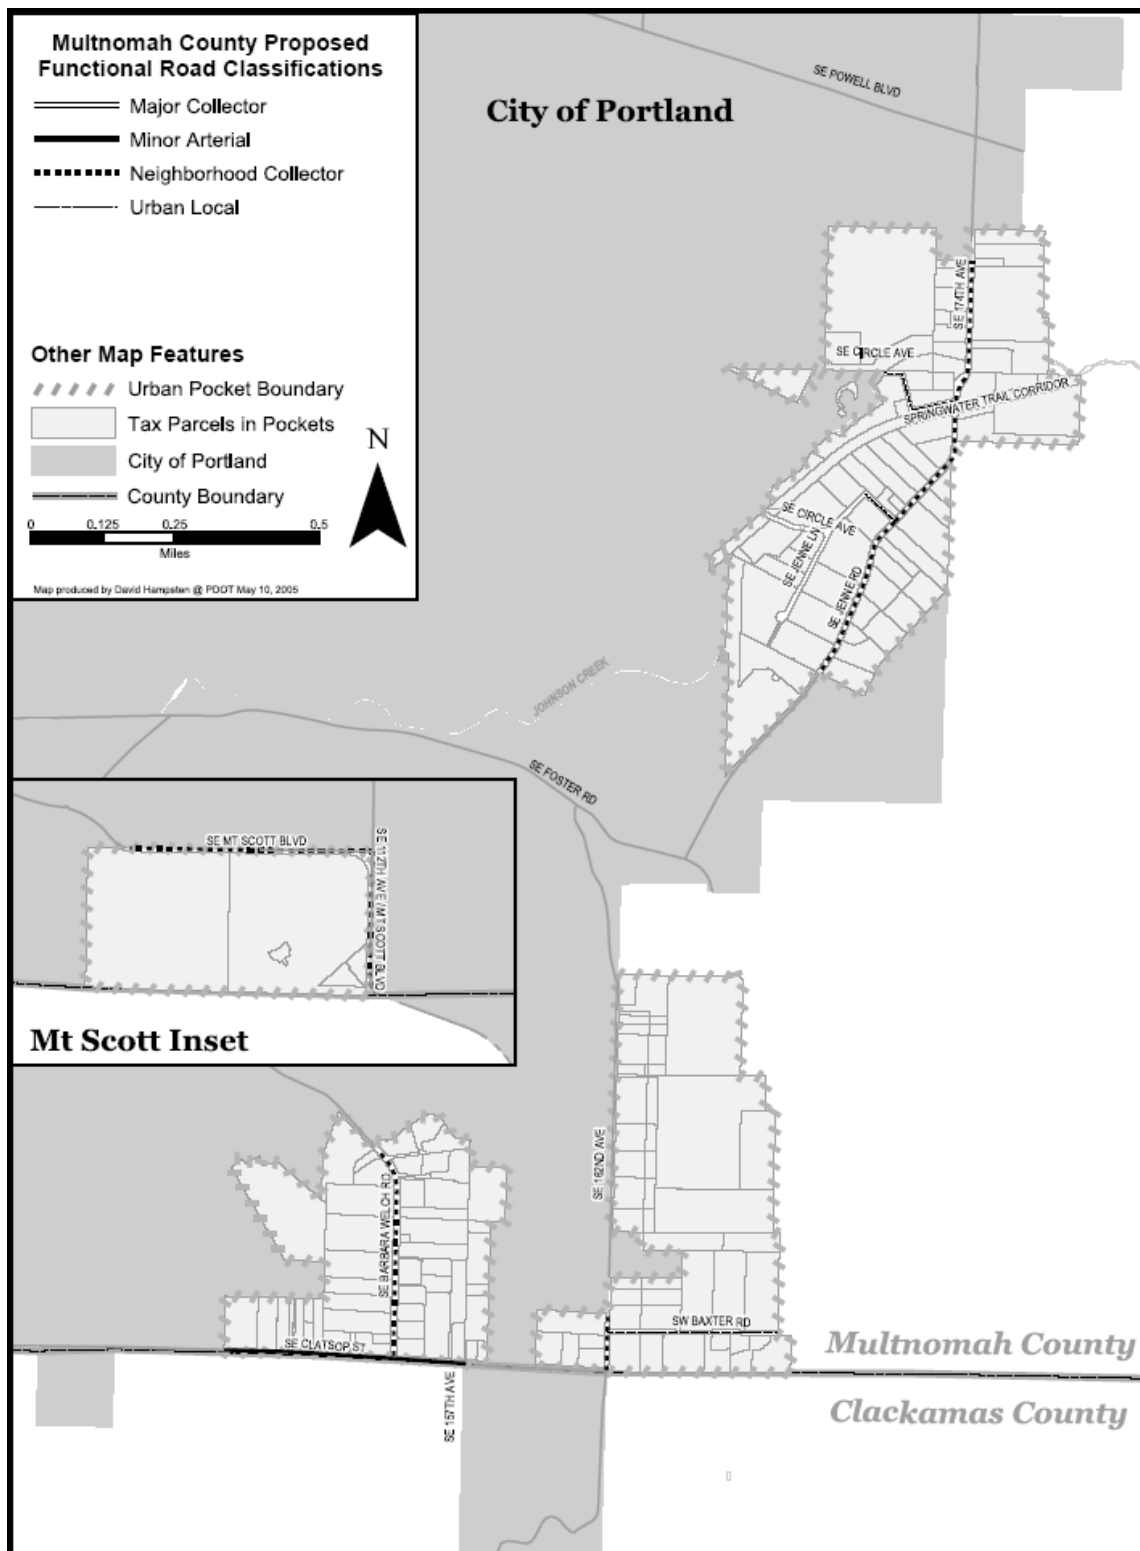 Multnomah County Proposed
Functional Road Classifications
Major Collector
Minor Arterial
Neighborhood Collector
Urban Local
Other Map Features
Urban Pocket Boundary
Tax Parcels in Pockets
City of Portland
County Boundary
N
0 0.125 0.25 0.5
Miles
Map produced by David Hampsten @ PDOT May 10, 2005
City of Portland
SE POWELL BLVD
SE 174TH AVE
SE CIRCLE AVE
SPRINGWATER TRAIL CORRIDOR
SE CIRCLE AVE
SE JENNE LN
SE JENNE RD
JOHNSON CREEK
SE FOSTER RD
SE MT SCOTT BLVD
SE 112TH AVE / MT SCOTT BLVD
Mt Scott Inset
SE 162ND AVE
SE BARBARA WELCH RD
SW BAXTER RD
SE CLATSOP ST
SE 157TH AVE
Multnomah County
Clackamas County